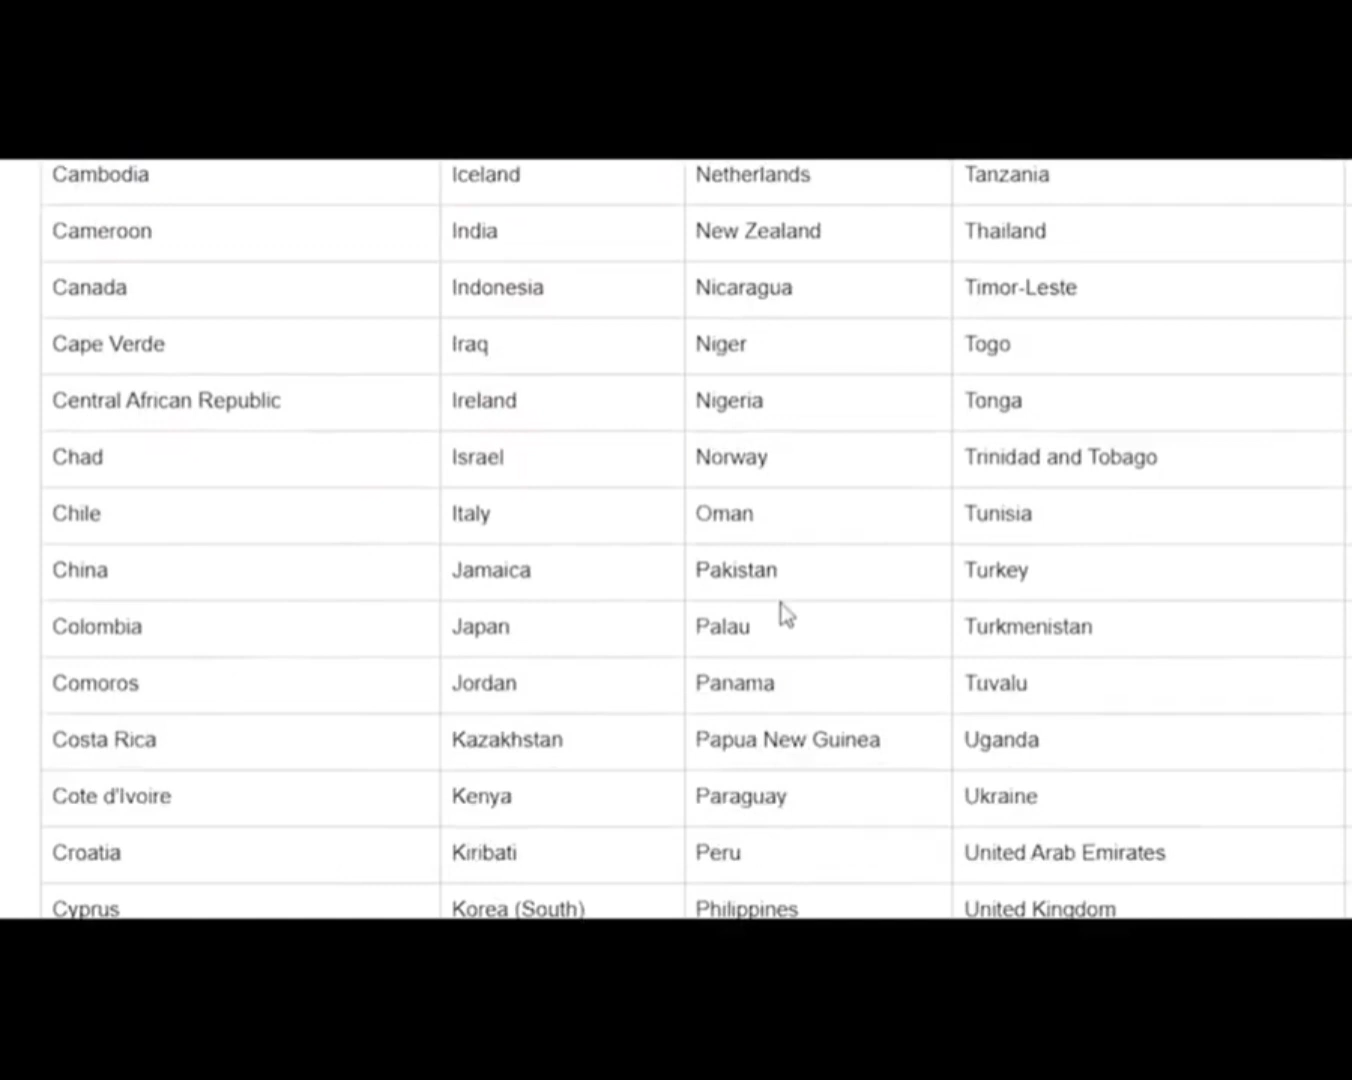 Cambodia Iceland Netherlands Tanzania
Cameroon India New Zealand Thailand
Canada Indonesia Nicaragua Timor-Leste
Cape Verde Iraq Niger Togo
Central African Republic Ireland Nigeria Tonga
Chad Israel Norway Trinidad and Tobago
Chile Italy Oman Tunisia
China Jamaica Pakistan Turkey
Colombia Japan Palau Turkmenistan
Comoros Jordan Panama Tuvalu
Costa Rica Kazakhstan Papua New Guinea Uganda
Cote d'Ivoire Kenya Paraguay Ukraine
Croatia Kiribati Peru United Arab Emirates
Cyprus Korea (South) Philippines United Kingdom